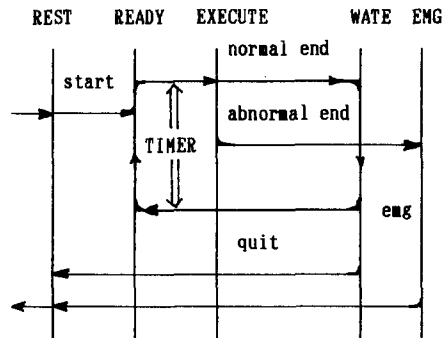 REST READY EXECUTE WATE EMG
normal end
start
abnormal end
TIMER
emg
quit